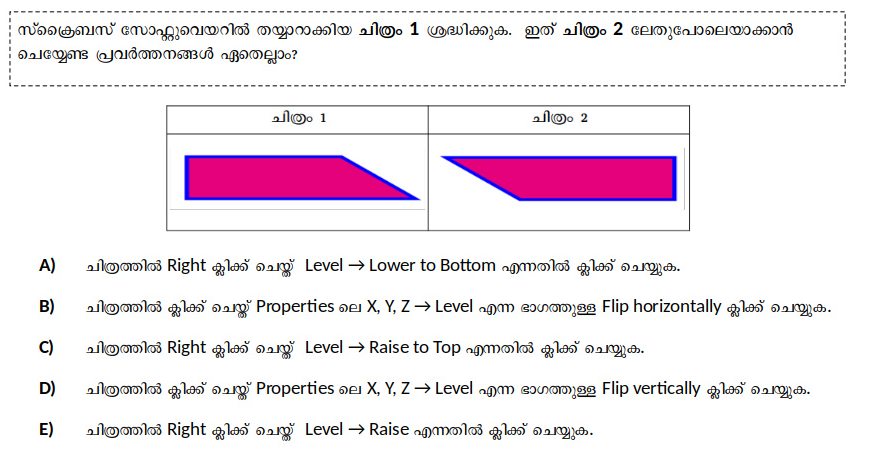 സ്ക്രൈബസ് സോഫ്റ്റുവെയറിൽ തയ്യാറാക്കിയ ചിത്രം 1 ശ്രദ്ധിക്കുക. ഇത് ചിത്രം 2 ലേതുപോലെയാക്കാൻ
ചെയ്യേണ്ട പ്രവർത്തനങ്ങൾ ഏതെല്ലാം?
ചിത്രം 1 ചിത്രം 2
A) ചിത്രത്തിൽ Right ക്ലിക്ക് ചെയ്ത് Level → Lower to Bottom എന്നതിൽ ക്ലിക്ക് ചെയ്യുക.
B) ചിത്രത്തിൽ ക്ലിക്ക് ചെയ്ത് Properties ലെ X, Y, Z → Level എന്ന ഭാഗത്തുള്ള Flip horizontally ക്ലിക്ക് ചെയ്യുക.
C) ചിത്രത്തിൽ Right ക്ലിക്ക് ചെയ്ത് Level → Raise to Top എന്നതിൽ ക്ലിക്ക് ചെയ്യുക.
D) ചിത്രത്തിൽ ക്ലിക്ക് ചെയ്ത് Properties ലെ X, Y, Z → Level എന്ന ഭാഗത്തുള്ള Flip vertically ക്ലിക്ക് ചെയ്യുക.
E) ചിത്രത്തിൽ Right ക്ലിക്ക് ചെയ്ത് Level → Raise എന്നതിൽ ക്ലിക്ക് ചെയ്യുക.